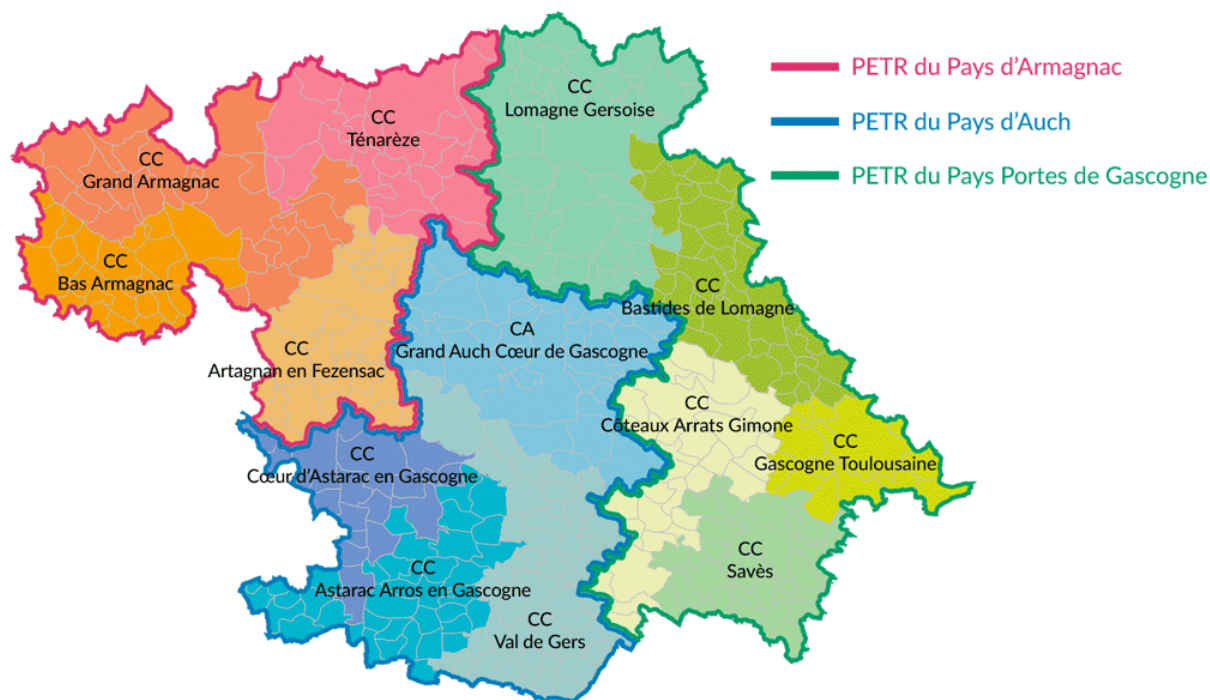 PETR du Pays d’Armagnac
PETR du Pays d’Auch
PETR du Pays Portes de Gascogne
CC
Lomagne Gersoise
CC
Ténarèze
CC
Grand Armagnac
CC
Bas Armagnac
CC
Bastides de Lomagne
CA
Grand Auch Cœur de Gascogne
CC
Artagnan en Fezensac
CC
Côteaux Arrats Gimone
CC
Gascogne Toulousaine
CC
Cœur d’Astarac en Gascogne
CC
Savès
CC
Astarac Arros en Gascogne
CC
Val de Gers